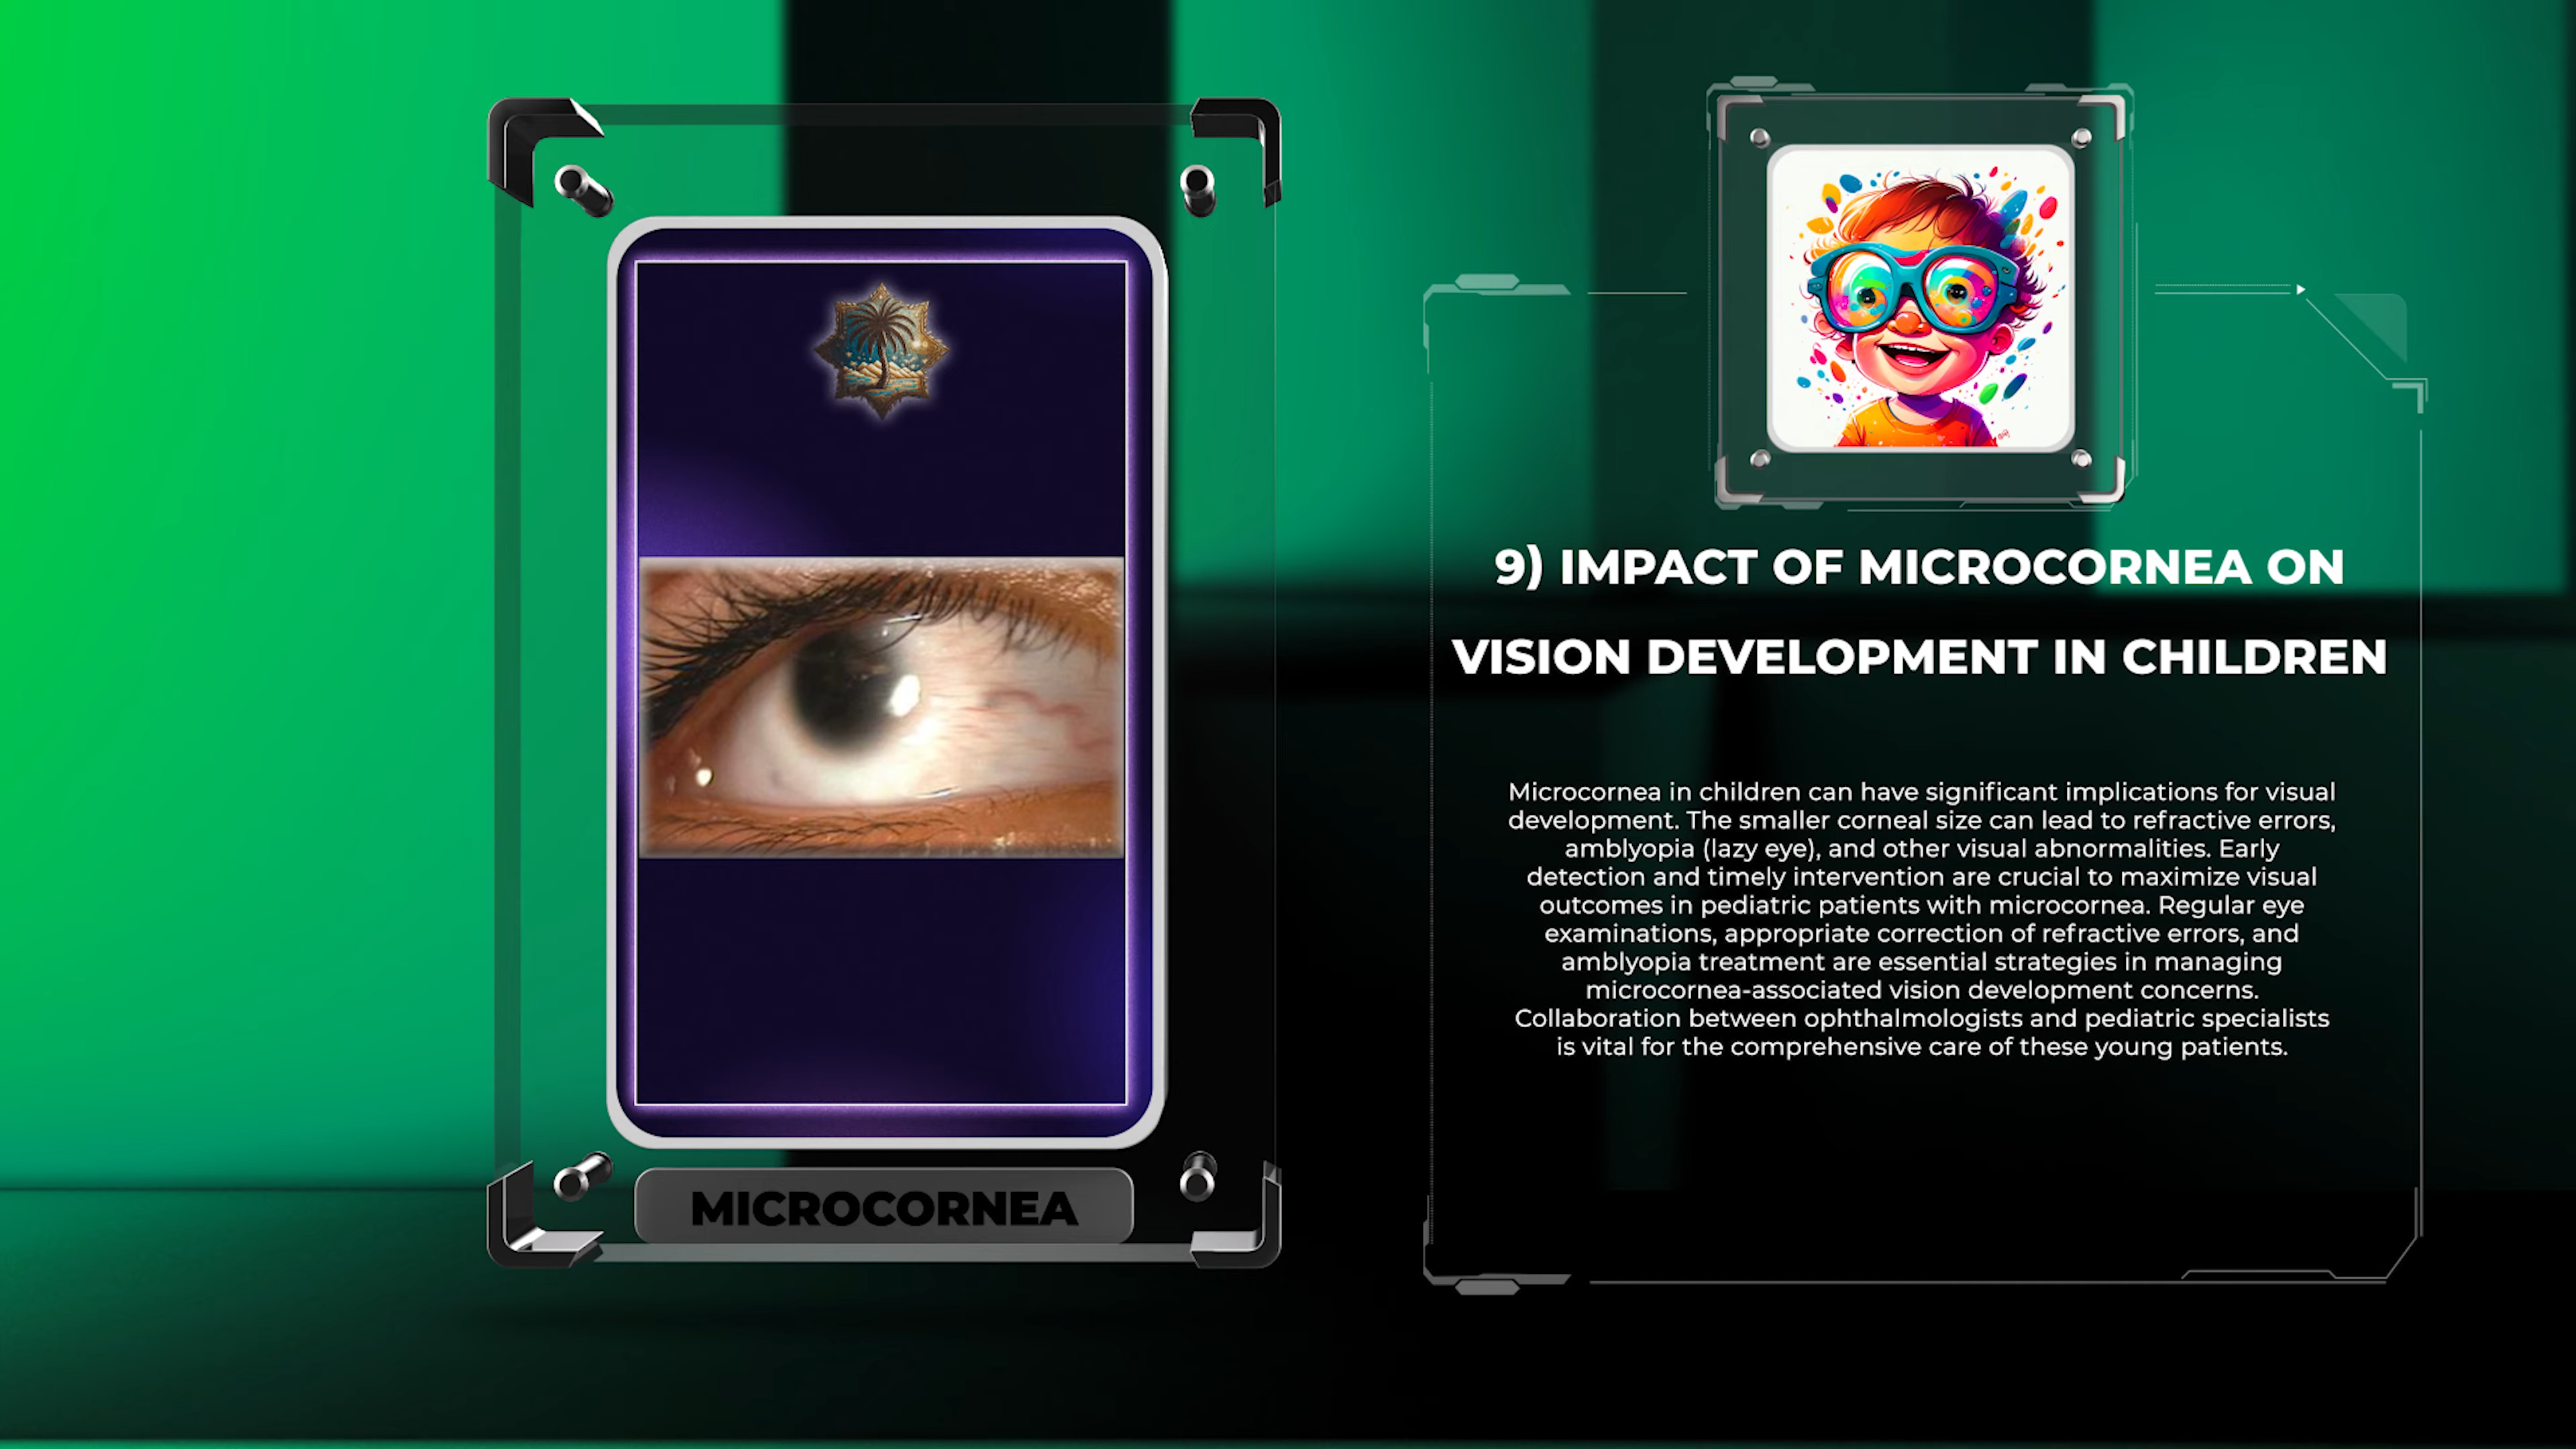 MICROCORNEA
9) IMPACT OF MICROCORNEA ON
VISION DEVELOPMENT IN CHILDREN
Microcornea in children can have significant implications for visual
development. The smaller corneal size can lead to refractive errors,
amblyopia (lazy eye), and other visual abnormalities. Early
detection and timely intervention are crucial to maximize visual
outcomes in pediatric patients with microcornea. Regular eye
examinations, appropriate correction of refractive errors, and
amblyopia treatment are essential strategies in managing
microcornea-associated vision development concerns.
Collaboration between ophthalmologists and pediatric specialists
is vital for the comprehensive care of these young patients.